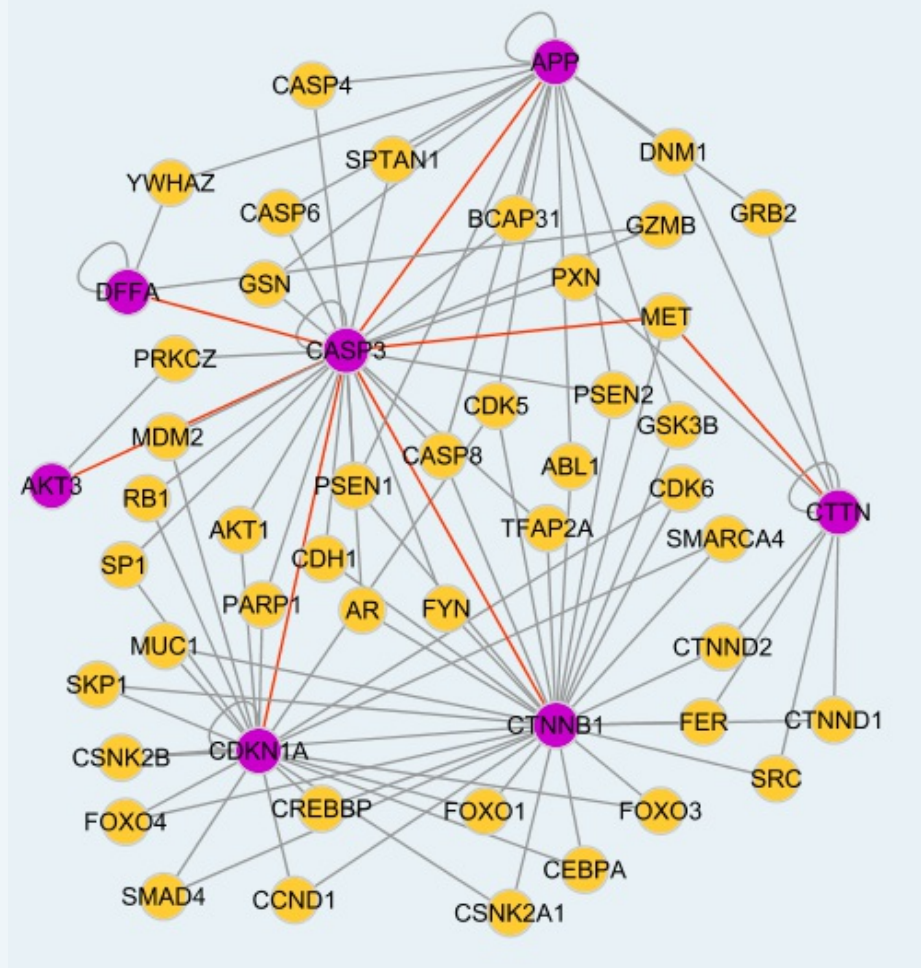 APP
CASP4
SPTAN1
DNM1
YWHAZ
CASP6
BCAP31
GZMB
GRB2
GSN
PXN
DFFA
MET
CASP3
PRKCZ
PSEN2
CDK5
GSK3B
MDM2
CASP8
ABL1
AKT3
RB1
PSEN1
CDK6
CTTN
AKT1
TFAP2A
SMARCA4
CDH1
SP1
PARP1
AR
FYN
MUC1
CTNND2
SKP1
CTNNB1
FER
CTNND1
CDKN1A
CSNK2B
SRC
FOXO4
CREBBP
FOXO1
FOXO3
CEBPA
SMAD4
CCND1
CSNK2A1